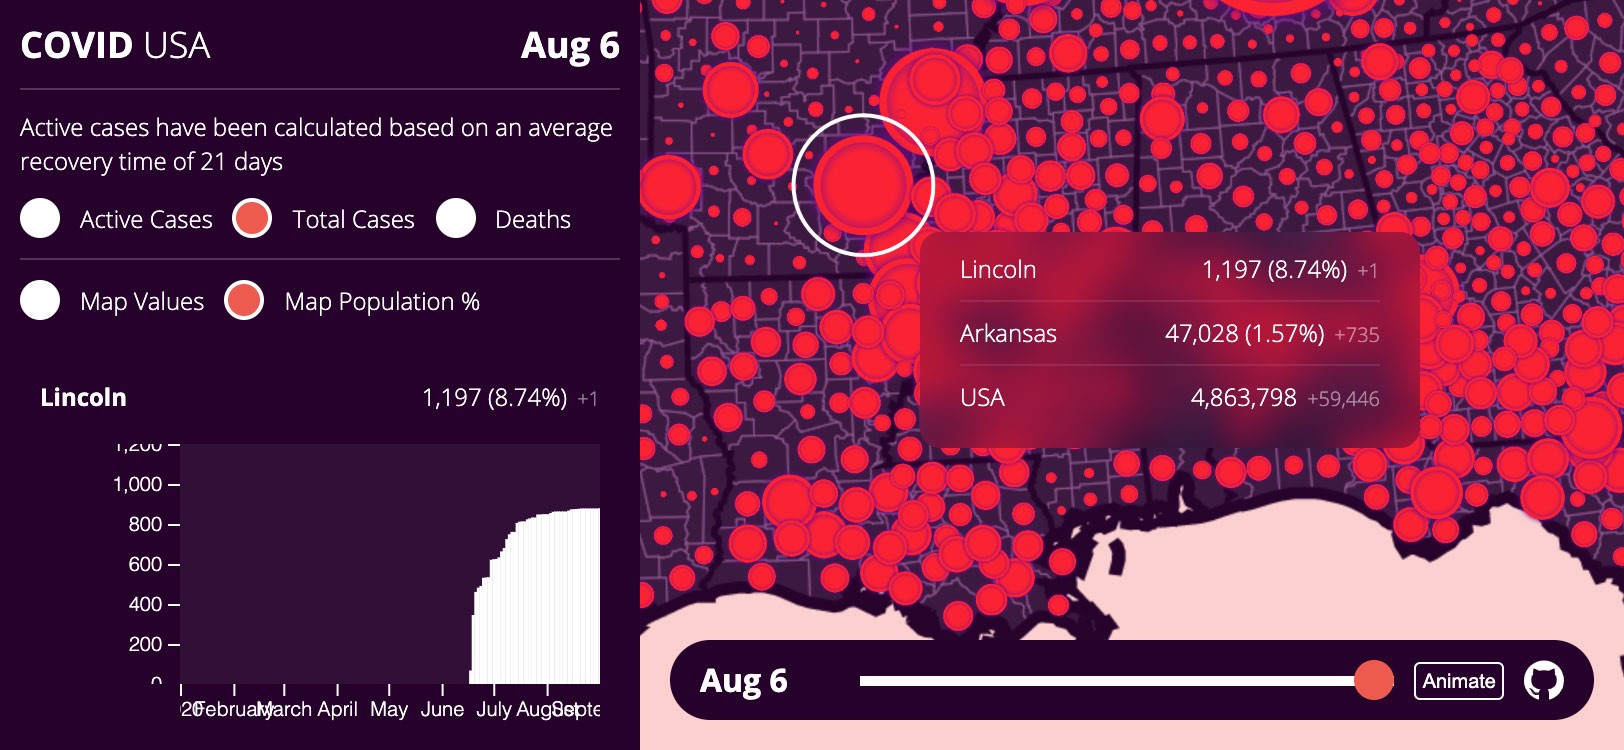 COVID USA
Aug 6
Active cases have been calculated based on an average
recovery time of 21 days
Active Cases
Total Cases
Deaths
Map Values
Map Population %
Lincoln
1,197 (8.74%) +1
1,200
1,000
800
600
400
200
0
20
February
March
April
May
June
July
August
Septe
Lincoln 1,197 (8.74%) +1
Arkansas 47,028 (1.57%) +735
USA 4,863,798 +59,446
Aug 6
Animate